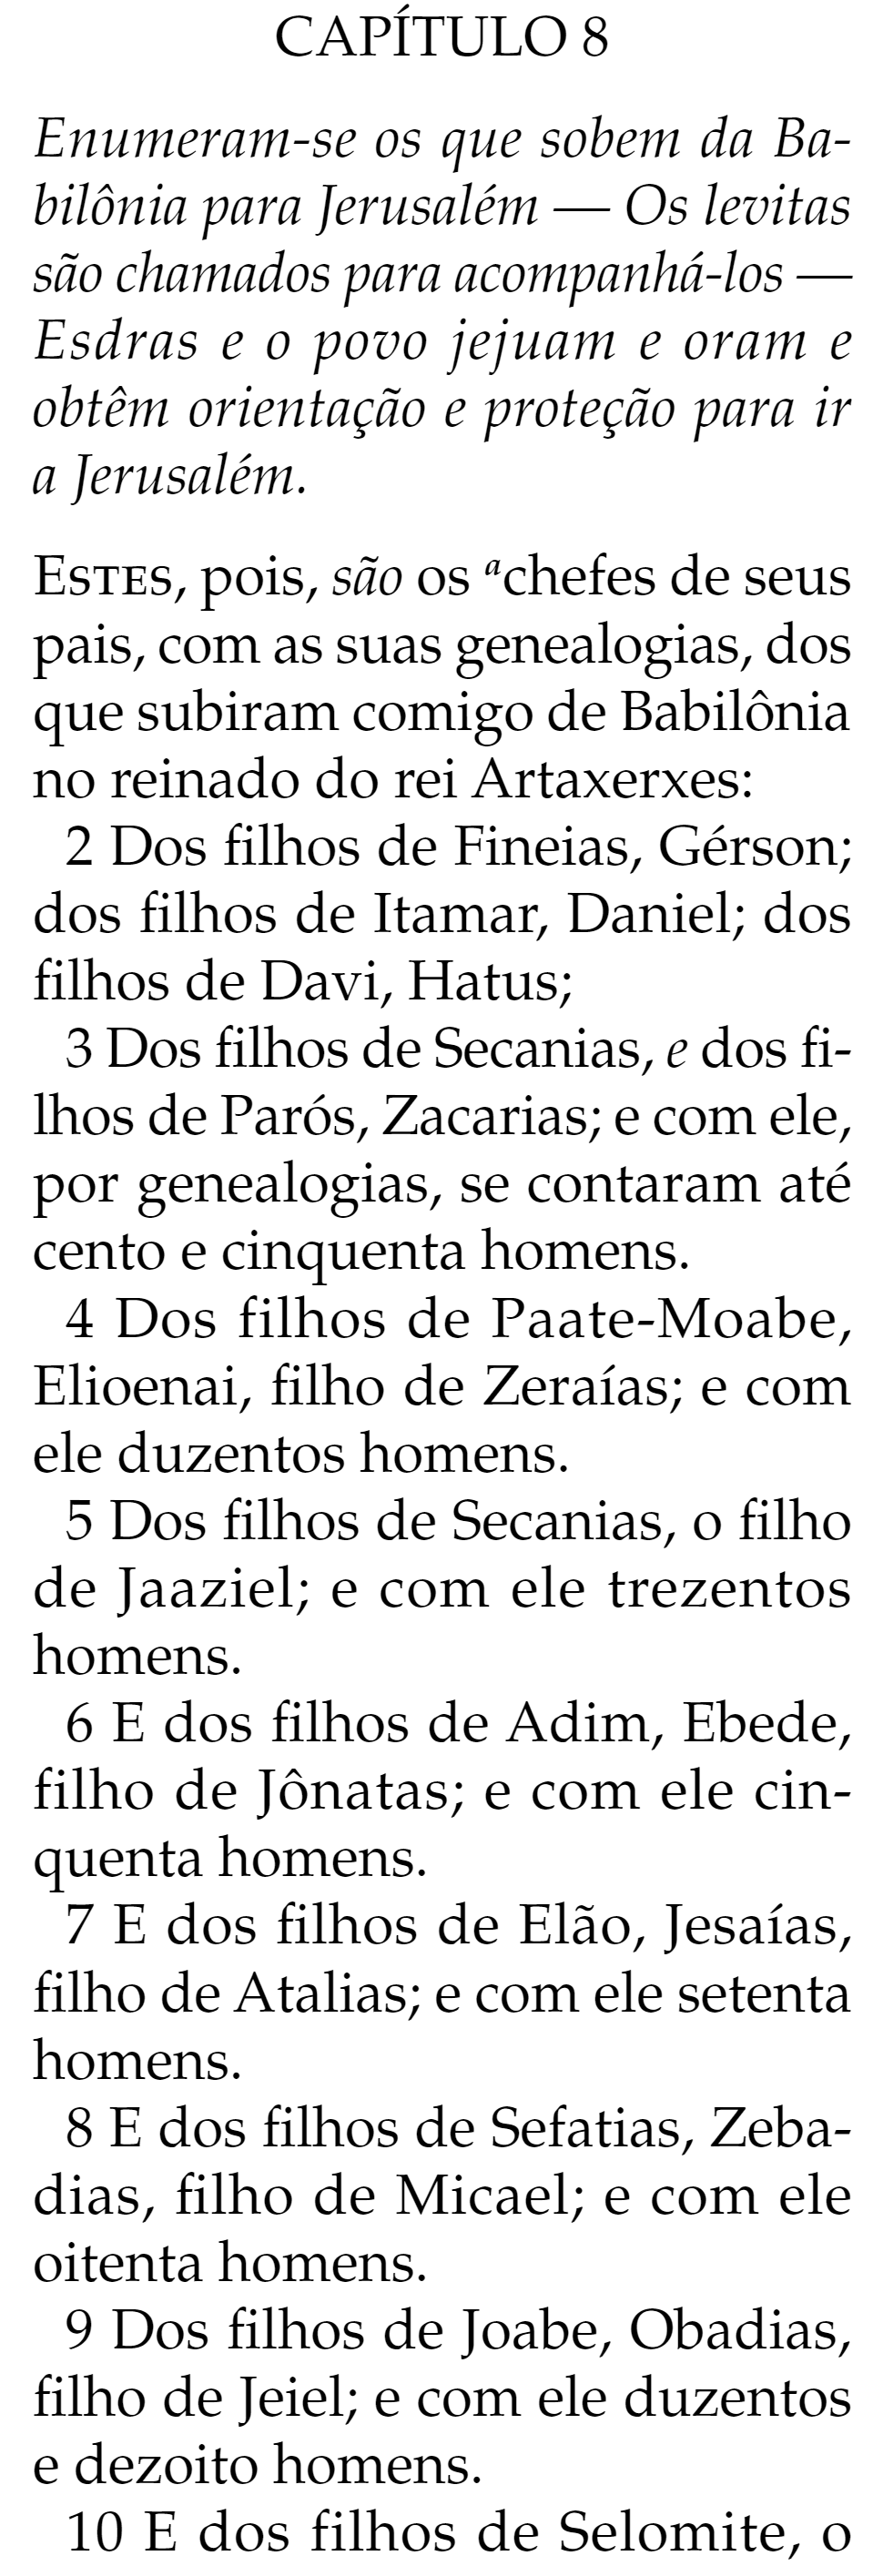 CAPÍTULO 8
Enumeram-se os que sobem da Ba-
bilônia para Jerusalém — Os levitas
são chamados para acompanhá-los —
Esdras e o povo jejuam e oram e
obtêm orientação e proteção para ir
a Jerusalém.
Estes, pois, são os ᵃchefes de seus
pais, com as suas genealogias, dos
que subiram comigo de Babilônia
no reinado do rei Artaxerxes:
2 Dos filhos de Fineias, Gérson;
dos filhos de Itamar, Daniel; dos
filhos de Davi, Hatus;
3 Dos filhos de Secanias, e dos fi-
lhos de Parós, Zacarias; e com ele,
por genealogias, se contaram até
cento e cinquenta homens.
4 Dos filhos de Paate-Moabe,
Elioenai, filho de Zeraías; e com
ele duzentos homens.
5 Dos filhos de Secanias, o filho
de Jaaziel; e com ele trezentos
homens.
6 E dos filhos de Adim, Ebede,
filho de Jônatas; e com ele cin-
quenta homens.
7 E dos filhos de Elão, Jesaías,
filho de Atalias; e com ele setenta
homens.
8 E dos filhos de Sefatias, Zeba-
dias, filho de Micael; e com ele
oitenta homens.
9 Dos filhos de Joabe, Obadias,
filho de Jeiel; e com ele duzentos
e dezoito homens.
10 E dos filhos de Selomite, o